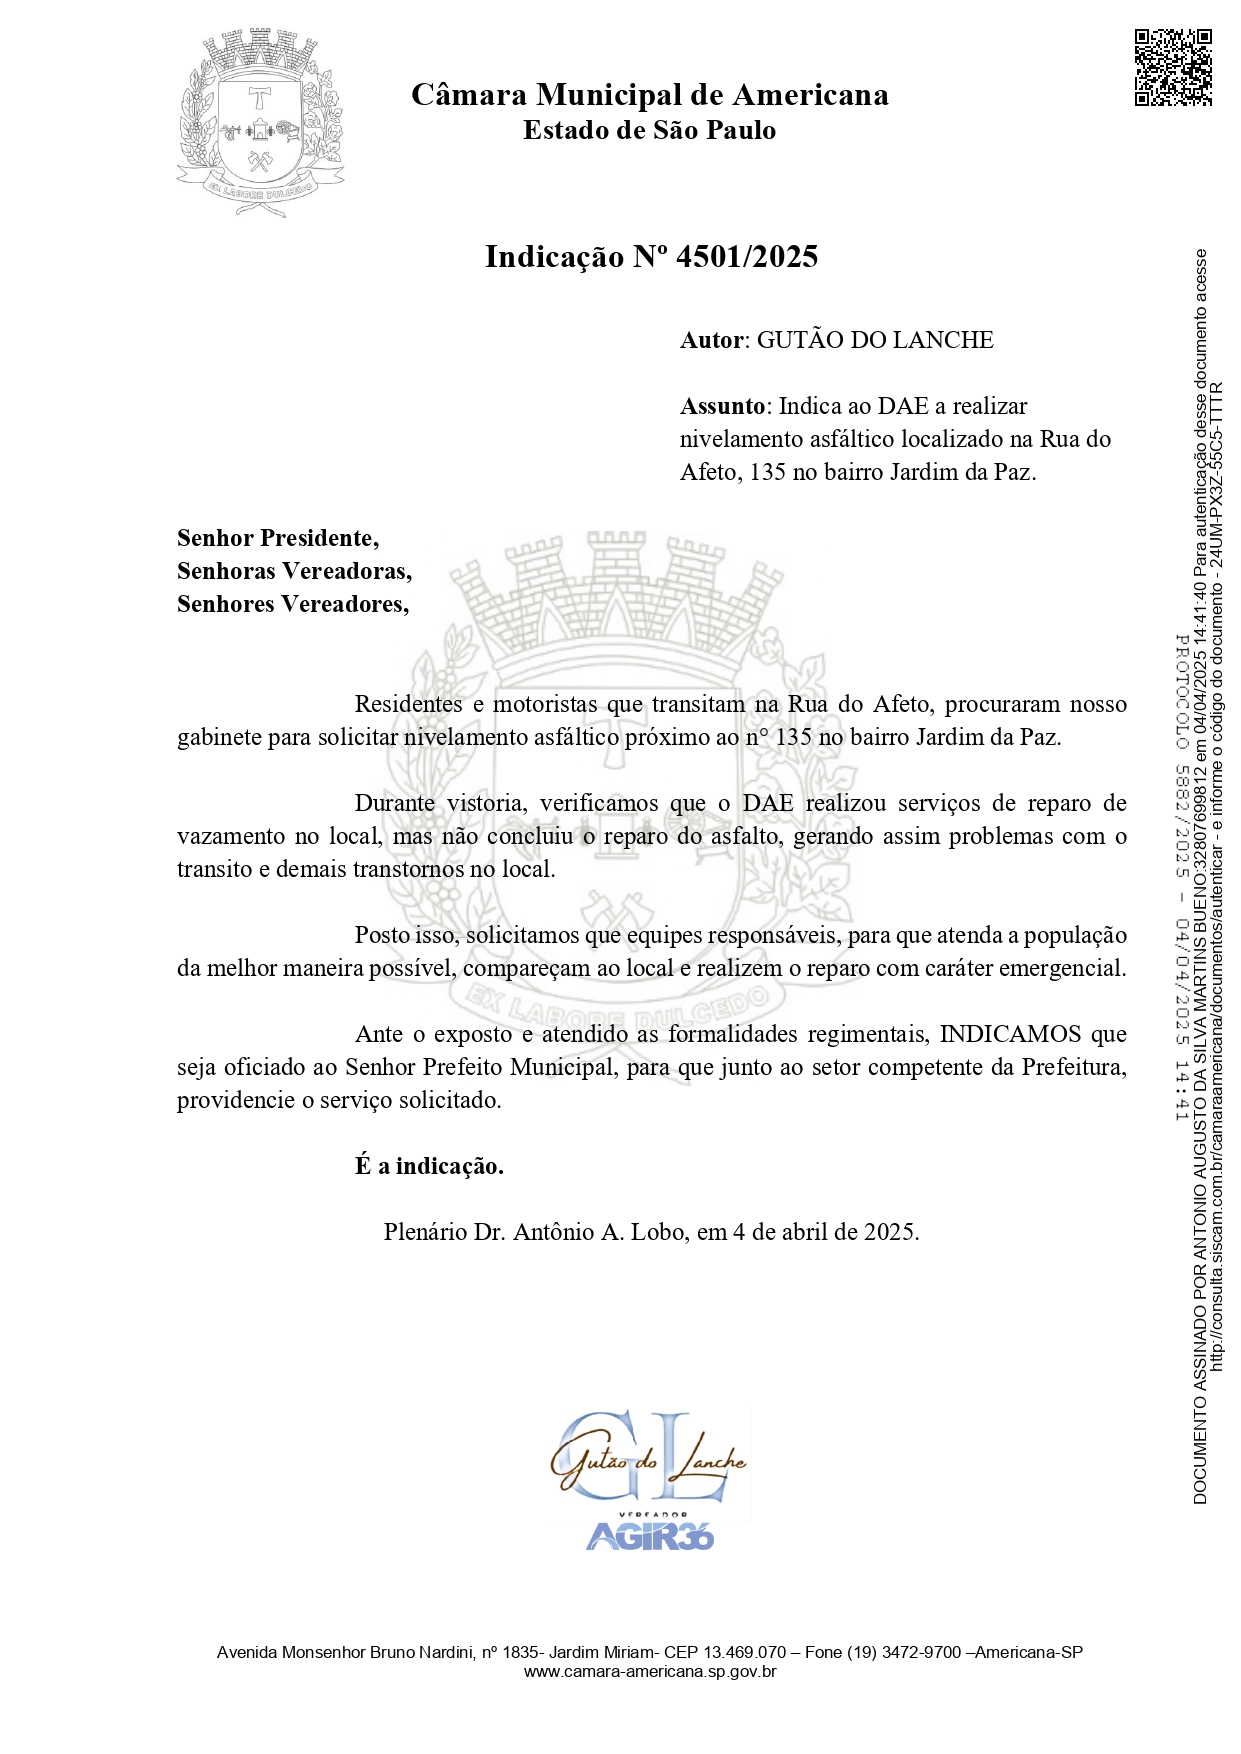 Câmara Municipal de Americana
Estado de São Paulo
EX LABORE DULCEDO
Indicação Nº 4501/2025
Autor: GUTÃO DO LANCHE
Assunto: Indica ao DAE a realizar
nivelamento asfáltico localizado na Rua do
Afeto, 135 no bairro Jardim da Paz.
Senhor Presidente,
Senhoras Vereadoras,
Senhores Vereadores,
Residentes e motoristas que transitam na Rua do Afeto, procuraram nosso
gabinete para solicitar nivelamento asfáltico próximo ao n° 135 no bairro Jardim da Paz.
Durante vistoria, verificamos que o DAE realizou serviços de reparo de
vazamento no local, mas não concluiu o reparo do asfalto, gerando assim problemas com o
transito e demais transtornos no local.
Posto isso, solicitamos que equipes responsáveis, para que atenda a população
da melhor maneira possível, compareçam ao local e realizem o reparo com caráter emergencial.
EX LABORE DULCEDO
Ante o exposto e atendido as formalidades regimentais, INDICAMOS que
seja oficiado ao Senhor Prefeito Municipal, para que junto ao setor competente da Prefeitura,
providencie o serviço solicitado.
É a indicação.
Plenário Dr. Antônio A. Lobo, em 4 de abril de 2025.
GL
Gutão do Lanche
VEREADOR
AGIR36
Avenida Monsenhor Bruno Nardini, nº 1835- Jardim Miriam- CEP 13.469.070 – Fone (19) 3472-9700 –Americana-SP
www.camara-americana.sp.gov.br
PROTOCOLO 5882/2025 - 04/04/2025 14:41
DOCUMENTO ASSINADO POR ANTONIO AUGUSTO DA SILVA MARTINS BUENO:32807699812 em 04/04/2025 14:41:40 Para autenticação desse documento acesse
http://consulta.siscam.com.br/camaraamericana/documentos/autenticar - e informe o código do documento - 24UM-PX3Z-55C5-TTTR